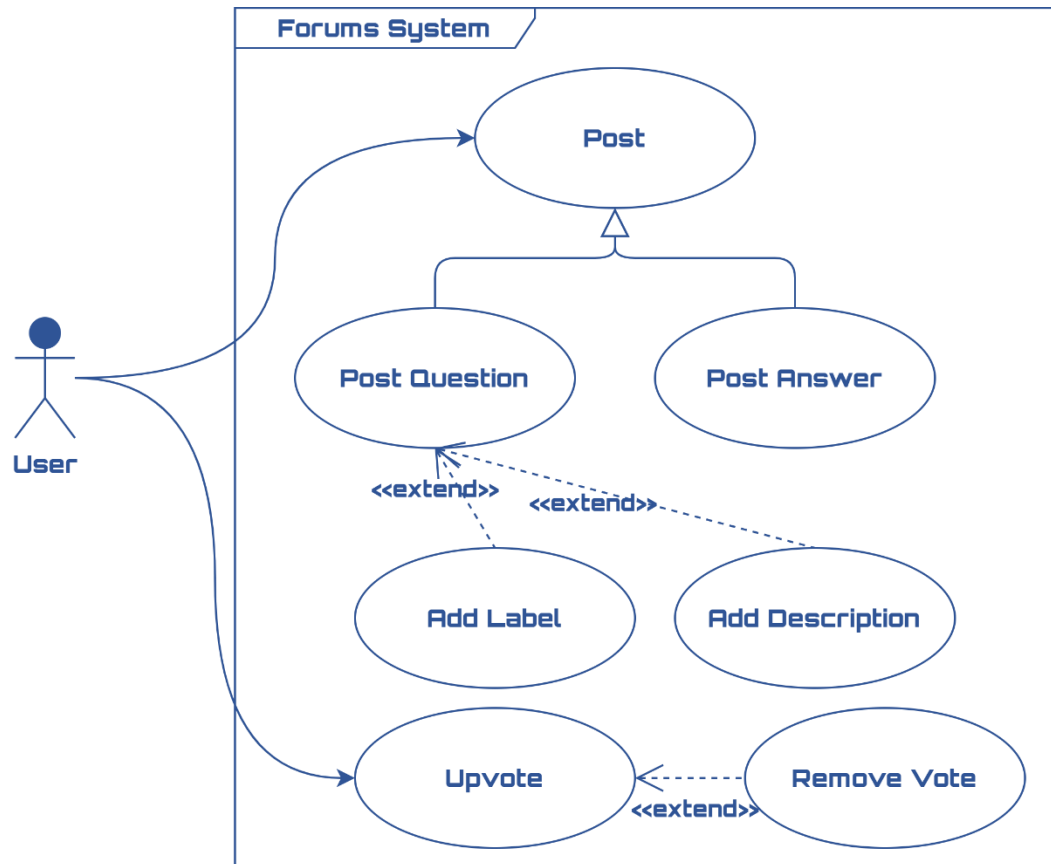 Forums System
Post
Post Question
Post Answer
User
<<extend>>
<<extend>>
Add Label
Add Description
Upvote
Remove Vote
<<extend>>